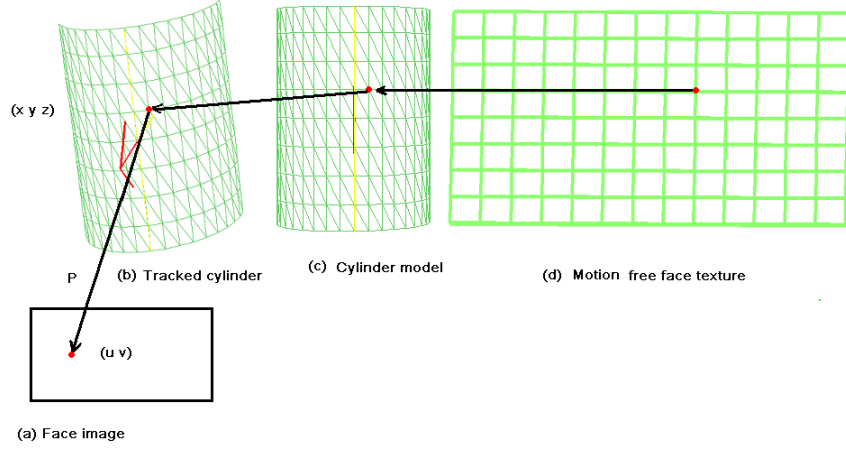 (x y z)
P
(b) Tracked cylinder
(c) Cylinder model
(d) Motion free face texture
(u v)
(a) Face image